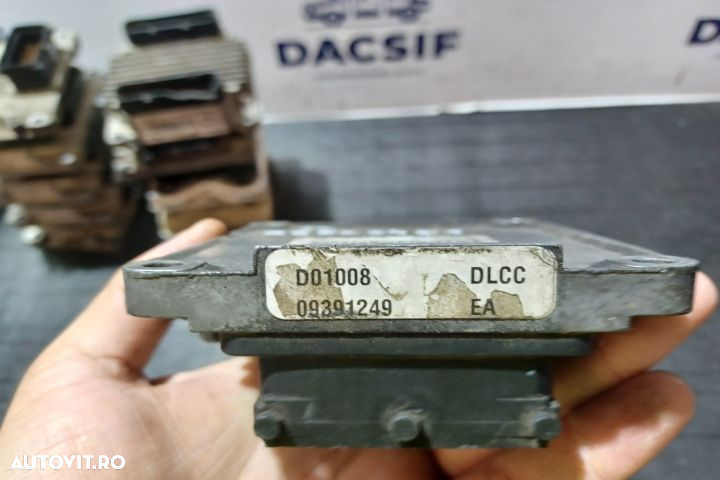 DACSIF
D
D01008 DLCC
09391249 EA
AUTOVIT.RO